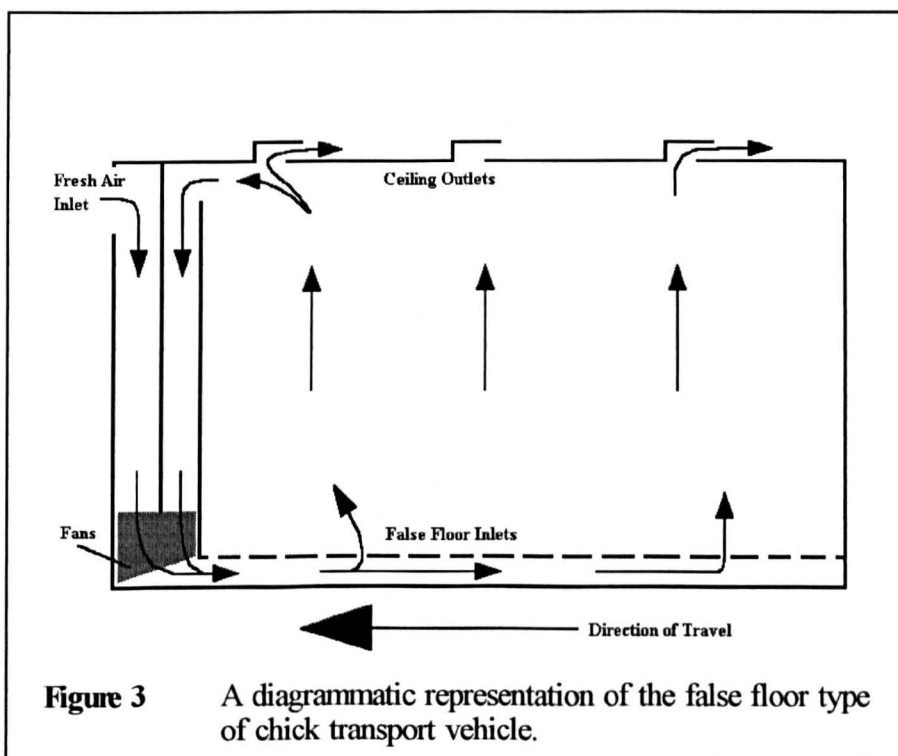 Fresh Air
Inlet
Ceiling Outlets
Fans
False Floor Inlets
Direction of Travel
Figure 3 A diagrammatic representation of the false floor type
of chick transport vehicle.